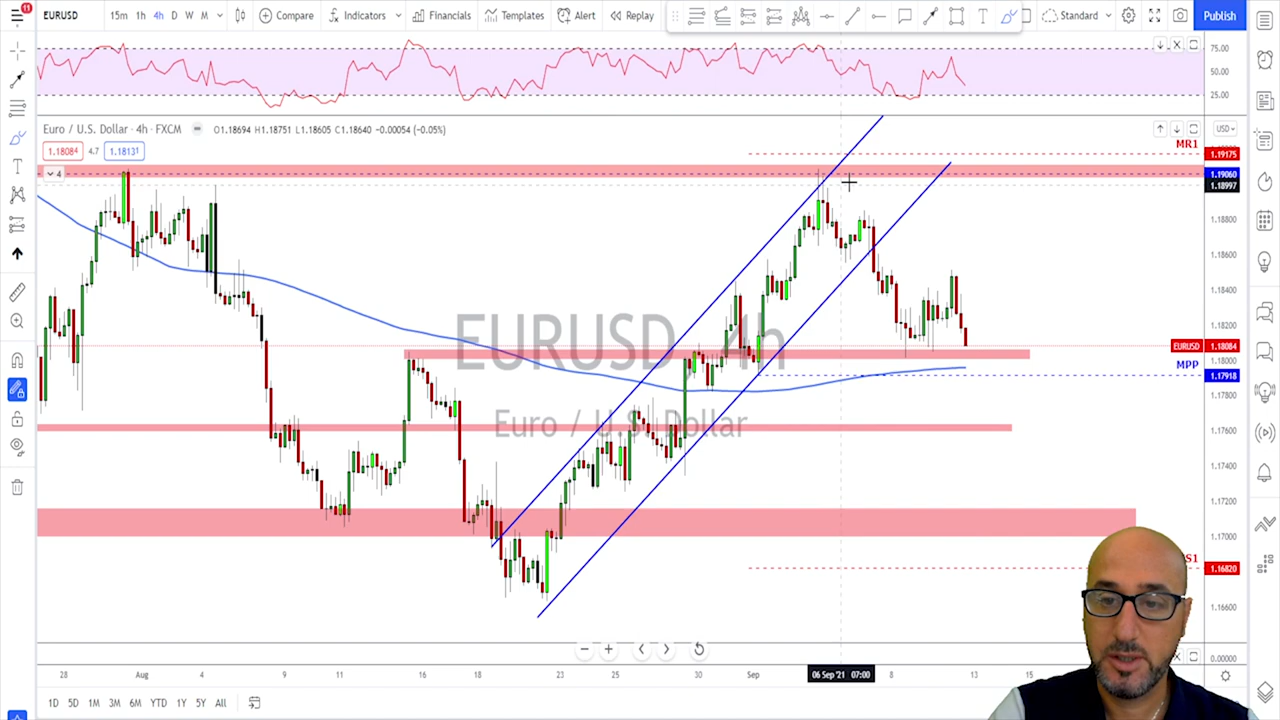 11
EURUSD 15m 1h 4h D W M Compare Indicators Financials Templates Alert Replay Standard Publish
75.00
50.00
25.00
Euro / U.S. Dollar · 4h · FXCM O1.18694 H1.18751 L1.18605 C1.18640 -0.00054 (-0.05%)
USD
1.18084 4.7 1.18131
MR1
1.19175
4
1.19060
1.18997
1.18800
1.18600
1.18400
1.18200
EURUSD 1.18084
1.18000
MPP
1.17918
1.17800
1.17600
1.17400
1.17200
1.17000
S1
1.16820
1.16600
EURUSD 4h
Euro / U.S. Dollar
0.00000
28 Aug 4 9 11 16 18 23 25 30 Sep 06 Sep '21 07:00 8 13 15
1D 5D 1M 3M 6M YTD 1Y 5Y All